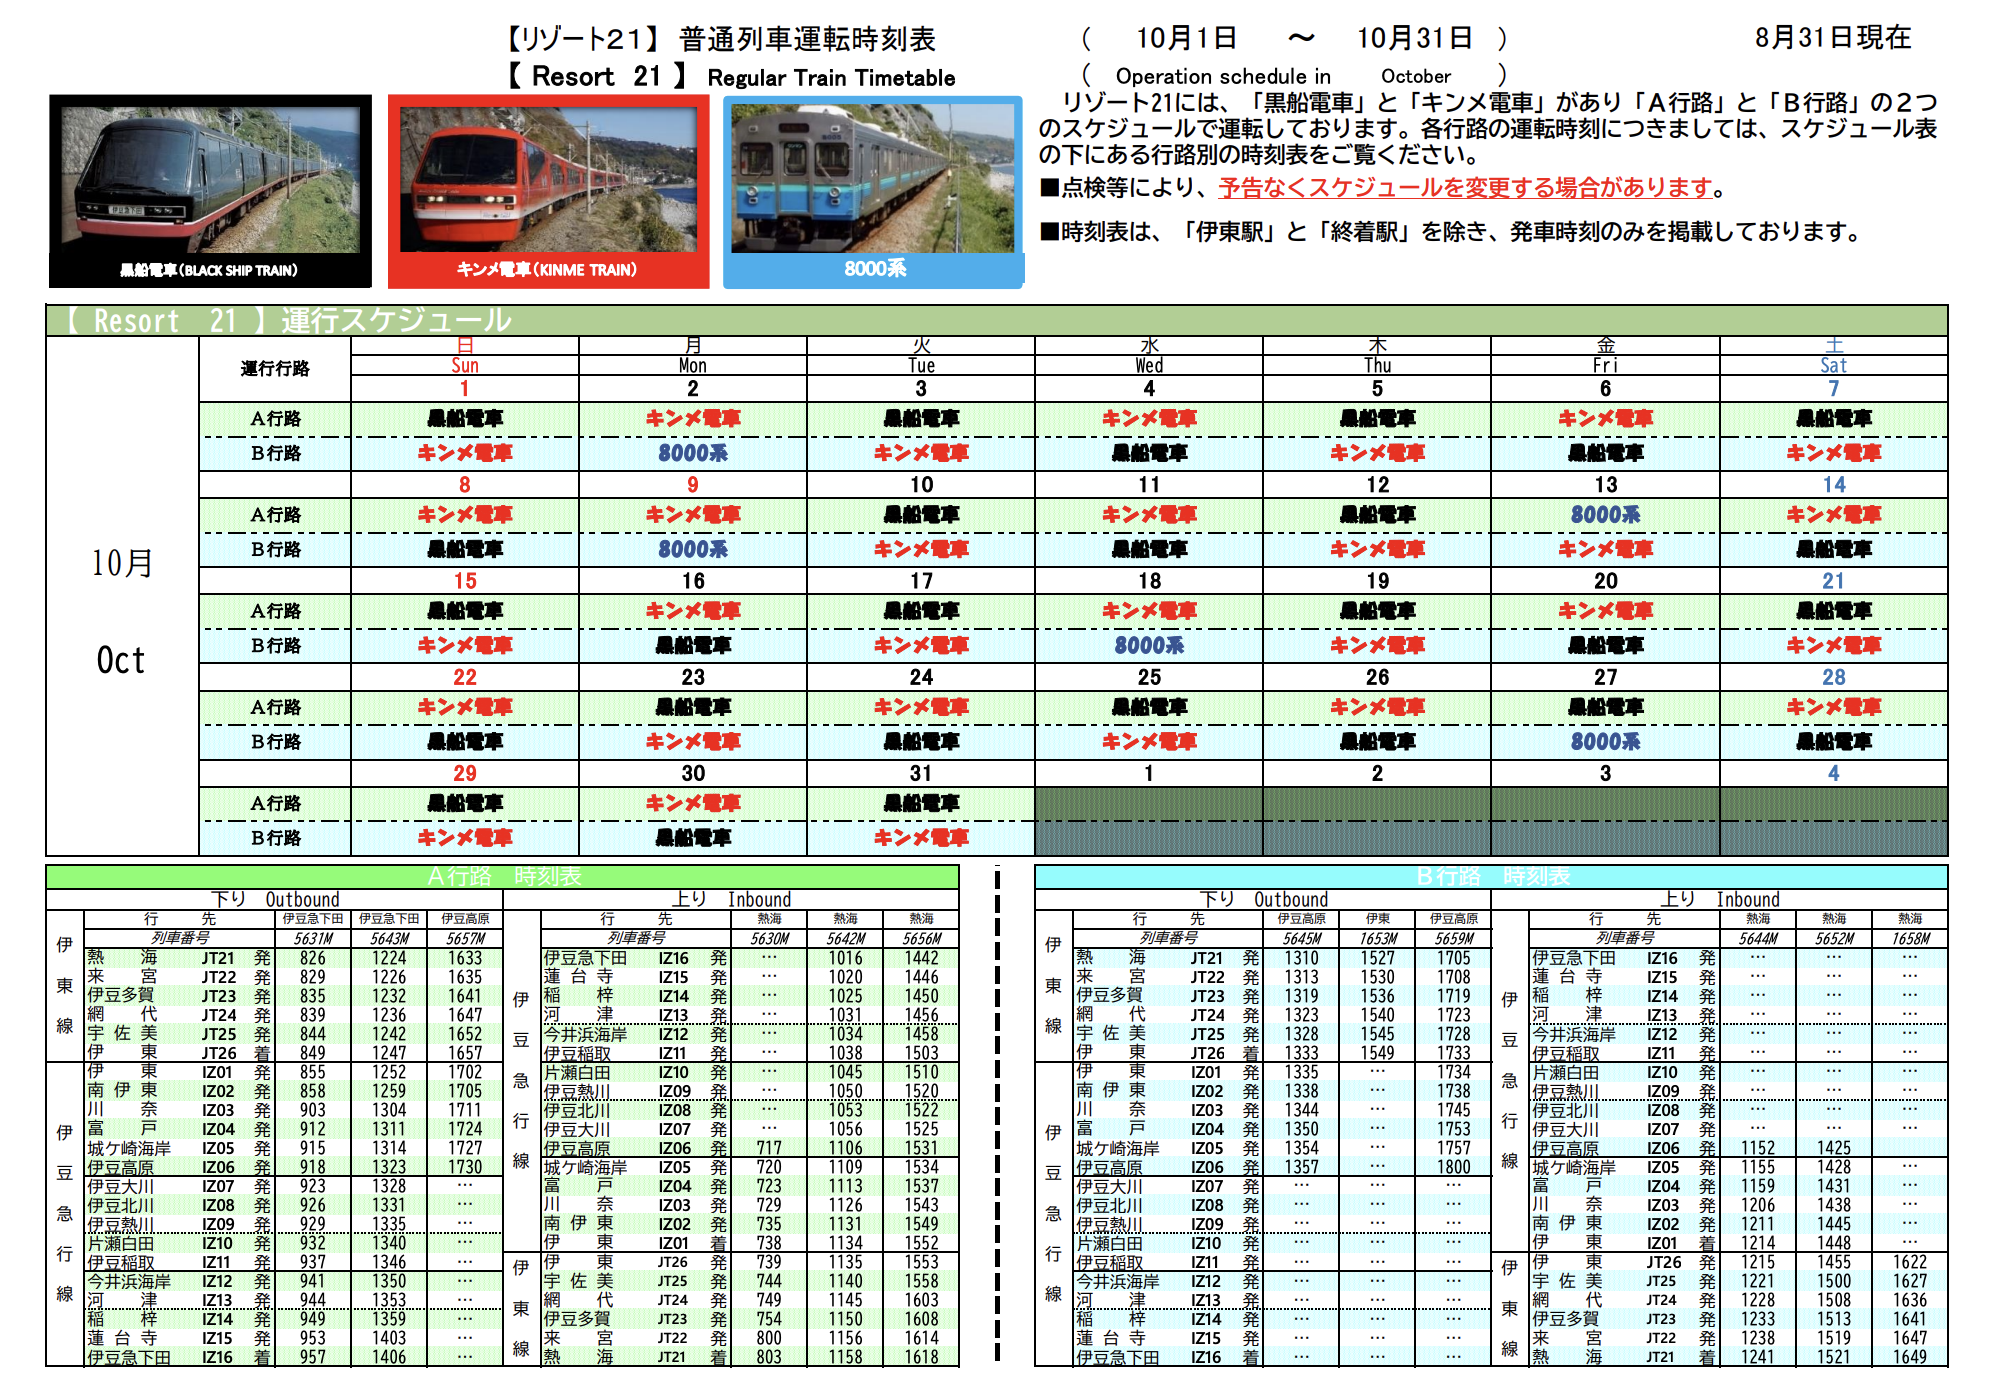 【リゾート２１】 普通列車運転時刻表 （ 10月1日 ～ 10月31日 ） 8月31日現在
【 Resort 21 】 Regular Train Timetable （ Operation schedule in October ）
リゾート21には、「黒船電車」と「キンメ電車」があり「Ａ行路」と「Ｂ行路」の２つ
のスケジュールで運転しております。各行路の運転時刻につきましては、スケジュール表
の下にある行路別の時刻表をご覧ください。
■点検等により、予告なくスケジュールを変更する場合があります。
■時刻表は、「伊東駅」と「終着駅」を除き、発車時刻のみを掲載しております。
伊豆急下田
黒船電車（BLACK SHIP TRAIN） キンメ電車（KINME TRAIN） 8000系
【 Resort 21 】運行スケジュール
10月
Oct
運行行路
日 月 火 水 木 金 土
Sun Mon Tue Wed Thu Fri Sat
1 2 3 4 5 6 7
Ａ行路 黒船電車 キンメ電車 黒船電車 キンメ電車 黒船電車 キンメ電車 黒船電車
Ｂ行路 キンメ電車 8000系 キンメ電車 黒船電車 キンメ電車 黒船電車 キンメ電車
8 9 10 11 12 13 14
Ａ行路 キンメ電車 キンメ電車 黒船電車 キンメ電車 黒船電車 8000系 キンメ電車
Ｂ行路 黒船電車 8000系 キンメ電車 黒船電車 キンメ電車 キンメ電車 黒船電車
15 16 17 18 19 20 21
Ａ行路 黒船電車 キンメ電車 黒船電車 キンメ電車 黒船電車 キンメ電車 黒船電車
Ｂ行路 キンメ電車 黒船電車 キンメ電車 8000系 キンメ電車 黒船電車 キンメ電車
22 23 24 25 26 27 28
Ａ行路 キンメ電車 黒船電車 キンメ電車 黒船電車 キンメ電車 黒船電車 キンメ電車
Ｂ行路 黒船電車 キンメ電車 黒船電車 キンメ電車 黒船電車 8000系 黒船電車
29 30 31 1 2 3 4
Ａ行路 黒船電車 キンメ電車 黒船電車
Ｂ行路 キンメ電車 黒船電車 キンメ電車
Ａ行路 時刻表
下り Outbound
伊東線
伊豆急行線
行 先 伊豆急下田 伊豆急下田 伊豆高原
列車番号 5631M 5643M 5657M
熱 海 JT21 発 826 1224 1633
来 宮 JT22 発 829 1226 1635
伊豆多賀 JT23 発 835 1232 1641
網 代 JT24 発 839 1236 1647
宇 佐 美 JT25 発 844 1242 1652
伊 東 JT26 着 849 1247 1657
伊 東 IZ01 発 855 1252 1702
南 伊 東 IZ02 発 858 1259 1705
川 奈 IZ03 発 903 1304 1711
富 戸 IZ04 発 912 1311 1724
城ケ崎海岸 IZ05 発 915 1314 1727
伊豆高原 IZ06 発 918 1323 1730
伊豆大川 IZ07 発 923 1328 …
伊豆北川 IZ08 発 926 1331 …
伊豆熱川 IZ09 発 929 1335 …
片瀬白田 IZ10 発 932 1340 …
伊豆稲取 IZ11 発 937 1346 …
今井浜海岸 IZ12 発 941 1350 …
河 津 IZ13 発 944 1353 …
稲 梓 IZ14 発 949 1359 …
蓮 台 寺 IZ15 発 953 1403 …
伊豆急下田 IZ16 着 957 1406 …
上り Inbound
伊豆急行線
伊東線
行 先 熱海 熱海 熱海
列車番号 5630M 5642M 5656M
伊豆急下田 IZ16 発 … 1016 1442
蓮 台 寺 IZ15 発 … 1020 1446
稲 梓 IZ14 発 … 1025 1450
河 津 IZ13 発 … 1031 1456
今井浜海岸 IZ12 発 … 1034 1458
伊豆稲取 IZ11 発 … 1038 1503
片瀬白田 IZ10 発 … 1045 1510
伊豆熱川 IZ09 発 … 1050 1520
伊豆北川 IZ08 発 … 1053 1522
伊豆大川 IZ07 発 … 1056 1525
伊豆高原 IZ06 発 717 1106 1531
城ケ崎海岸 IZ05 発 720 1109 1534
富 戸 IZ04 発 723 1113 1537
川 奈 IZ03 発 729 1126 1543
南 伊 東 IZ02 発 735 1131 1549
伊 東 IZ01 着 738 1134 1552
伊 東 JT26 発 739 1135 1553
宇 佐 美 JT25 発 744 1140 1558
網 代 JT24 発 749 1145 1603
伊豆多賀 JT23 発 754 1150 1608
来 宮 JT22 発 800 1156 1614
熱 海 JT21 着 803 1158 1618
Ｂ行路 時刻表
下り Outbound
伊東線
伊豆急行線
行 先 伊豆高原 伊東 伊豆高原
列車番号 5645M 1653M 5659M
熱 海 JT21 発 1310 1527 1705
来 宮 JT22 発 1313 1530 1708
伊豆多賀 JT23 発 1319 1536 1719
網 代 JT24 発 1323 1540 1723
宇 佐 美 JT25 発 1328 1545 1728
伊 東 JT26 着 1333 1549 1733
伊 東 IZ01 発 1335 … 1734
南 伊 東 IZ02 発 1338 … 1738
川 奈 IZ03 発 1344 … 1745
富 戸 IZ04 発 1350 … 1753
城ケ崎海岸 IZ05 発 1354 … 1757
伊豆高原 IZ06 発 1357 … 1800
伊豆大川 IZ07 発 … … …
伊豆北川 IZ08 発 … … …
伊豆熱川 IZ09 発 … … …
片瀬白田 IZ10 発 … … …
伊豆稲取 IZ11 発 … … …
今井浜海岸 IZ12 発 … … …
河 津 IZ13 発 … … …
稲 梓 IZ14 発 … … …
蓮 台 寺 IZ15 発 … … …
伊豆急下田 IZ16 着 … … …
上り Inbound
伊豆急行線
伊東線
行 先 熱海 熱海 熱海
列車番号 5644M 5652M 1658M
伊豆急下田 IZ16 発 … … …
蓮 台 寺 IZ15 発 … … …
稲 梓 IZ14 発 … … …
河 津 IZ13 発 … … …
今井浜海岸 IZ12 発 … … …
伊豆稲取 IZ11 発 … … …
片瀬白田 IZ10 発 … … …
伊豆熱川 IZ09 発 … … …
伊豆北川 IZ08 発 … … …
伊豆大川 IZ07 発 … … …
伊豆高原 IZ06 発 1152 1425
城ケ崎海岸 IZ05 発 1155 1428 …
富 戸 IZ04 発 1159 1431 …
川 奈 IZ03 発 1206 1438 …
南 伊 東 IZ02 発 1211 1445 …
伊 東 IZ01 着 1214 1448 …
伊 東 JT26 発 1215 1455 1622
宇 佐 美 JT25 発 1221 1500 1627
網 代 JT24 発 1228 1508 1636
伊豆多賀 JT23 発 1233 1513 1641
来 宮 JT22 発 1238 1519 1647
熱 海 JT21 着 1241 1521 1649